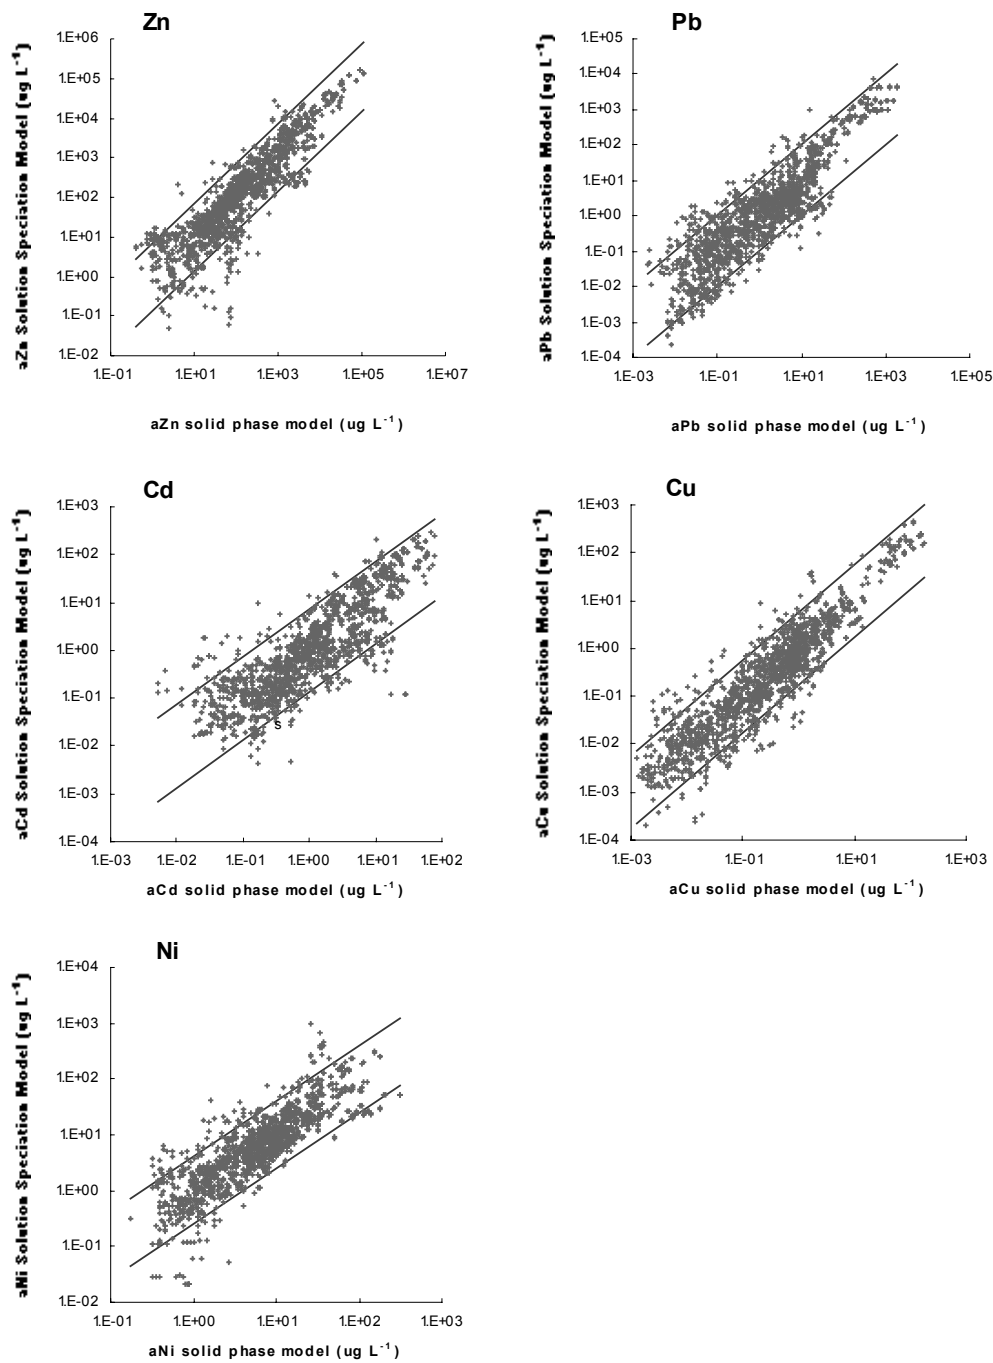 Zn
aZn Solution Speciation Model (ug L⁻¹)
1.E+06
1.E+05
1.E+04
1.E+03
1.E+02
1.E+01
1.E+00
1.E-01
1.E-02
1.E-01 1.E+01 1.E+03 1.E+05 1.E+07
aZn solid phase model (ug L⁻¹)
Pb
aPb Solution Speciation Model (ug L⁻¹)
1.E+05
1.E+04
1.E+03
1.E+02
1.E+01
1.E+00
1.E-01
1.E-02
1.E-03
1.E-04
1.E-03 1.E-01 1.E+01 1.E+03 1.E+05
aPb solid phase model (ug L⁻¹)
Cd
aCd Solution Speciation Model (ug L⁻¹)
1.E+03
1.E+02
1.E+01
1.E+00
1.E-01
1.E-02
1.E-03
1.E-04
s
1.E-03 1.E-02 1.E-01 1.E+00 1.E+01 1.E+02
aCd solid phase model (ug L⁻¹)
Cu
aCu Solution Speciation Model (ug L⁻¹)
1.E+03
1.E+02
1.E+01
1.E+00
1.E-01
1.E-02
1.E-03
1.E-04
1.E-03 1.E-01 1.E+01 1.E+03
aCu solid phase model (ug L⁻¹)
Ni
aNi Solution Speciation Model (ug L⁻¹)
1.E+04
1.E+03
1.E+02
1.E+01
1.E+00
1.E-01
1.E-02
1.E-01 1.E+00 1.E+01 1.E+02 1.E+03
aNi solid phase model (ug L⁻¹)